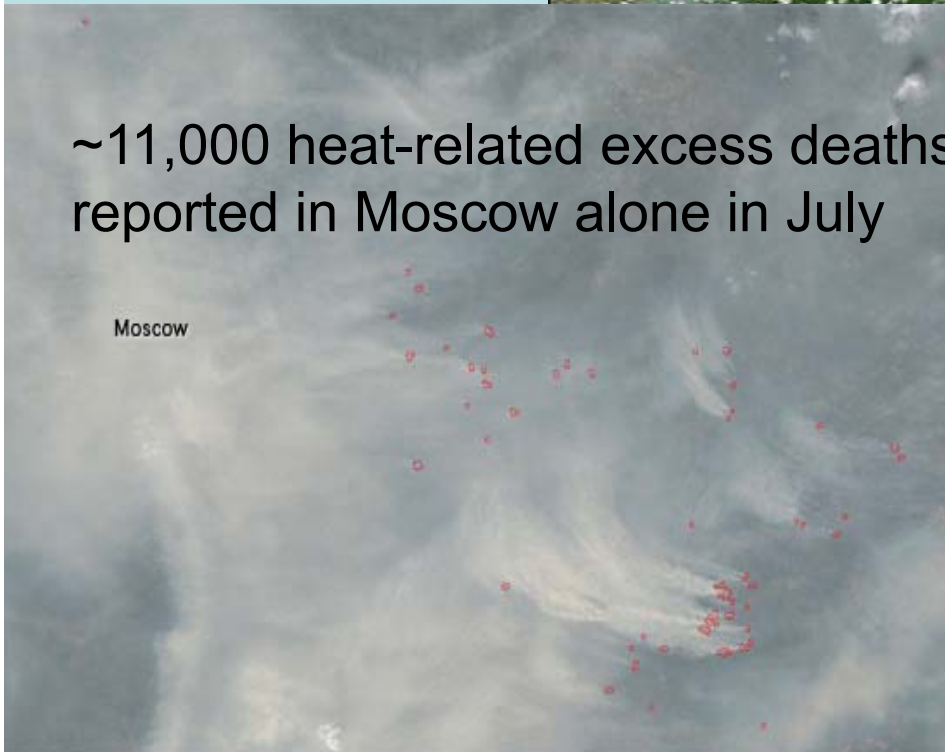 ~11,000 heat-related excess deaths
reported in Moscow alone in July
Moscow